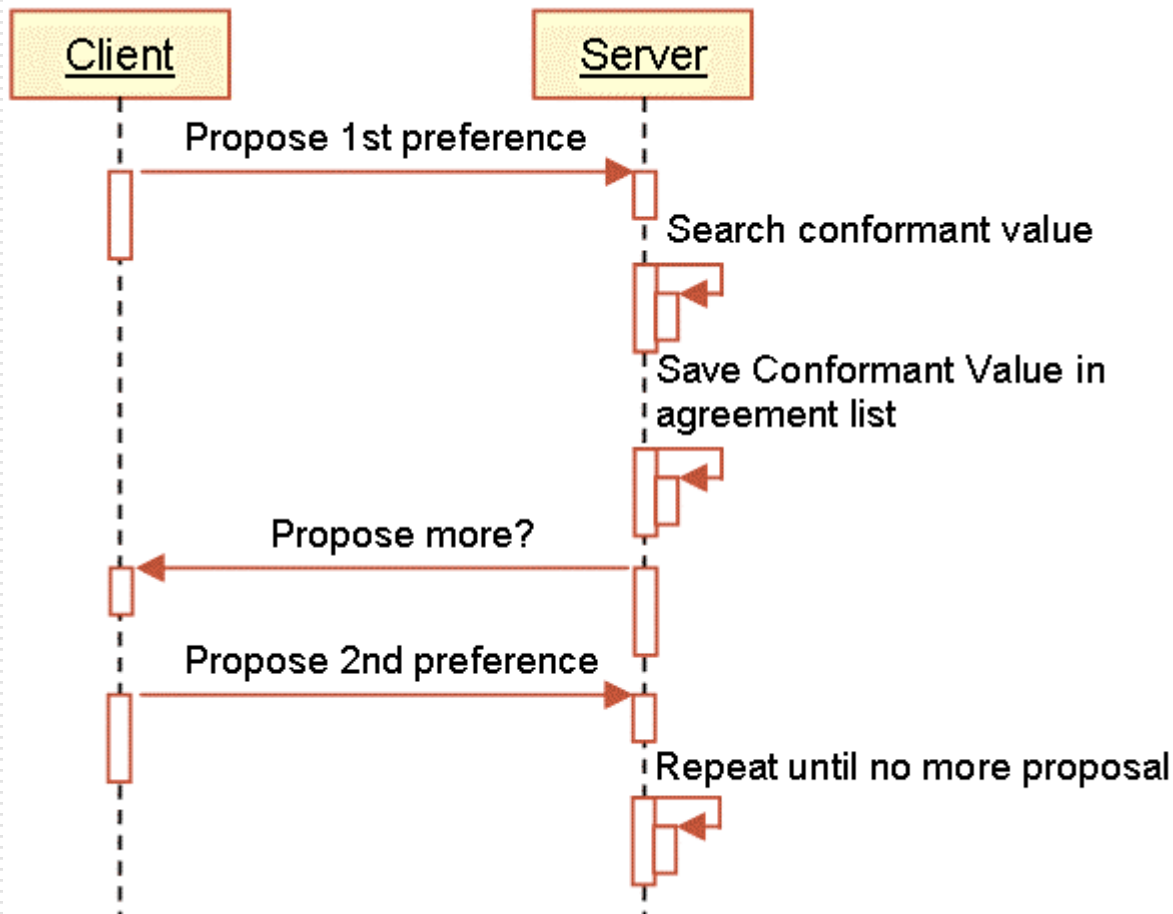 Client
Server
Propose 1st preference
Search conformant value
Save Conformant Value in
agreement list
Propose more?
Propose 2nd preference
Repeat until no more proposal